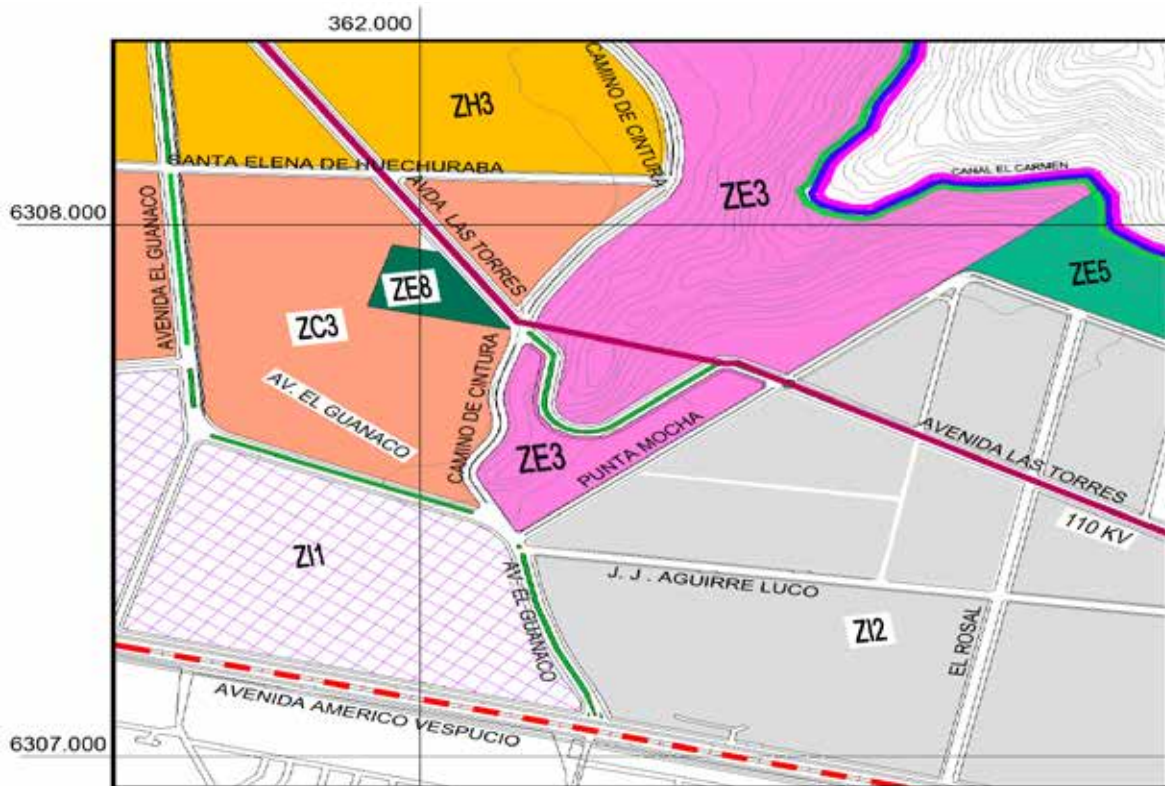 362.000
CAMINO DE CINTURA
ZH3
SANTA ELENA DE HUECHURABA
CANAL EL CARMEN
ZE3
6308.000
AVENIDA EL GUANACO
AVDA. LAS TORRES
ZE8
ZE5
ZC3
AV. EL GUANACO
CAMINO DE CINTURA
ZE3
PUNTA MOCHA
AVENIDA LAS TORRES
110 KV
ZI1
AV. EL GUANACO
J. J . AGUIRRE LUCO
ZI2
EL ROSAL
AVENIDA AMERICO VESPUCIO
6307.000